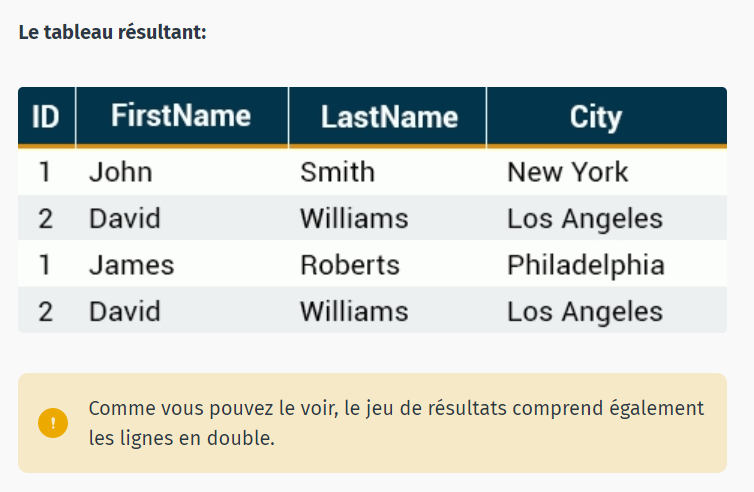 Le tableau résultant:
ID FirstName LastName City
1 John Smith New York
2 David Williams Los Angeles
1 James Roberts Philadelphia
2 David Williams Los Angeles
! Comme vous pouvez le voir, le jeu de résultats comprend également
les lignes en double.